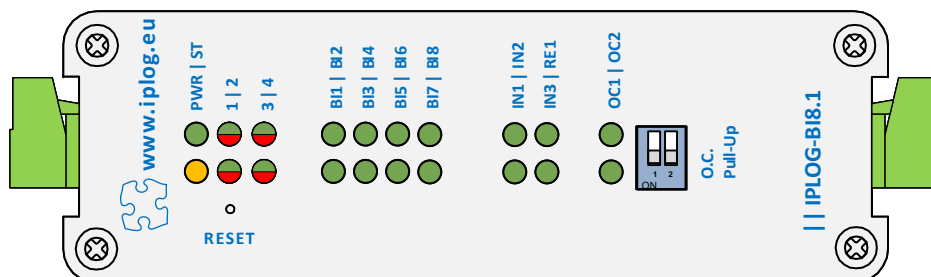 www.iplog.eu
PWR | ST
1 | 2
3 | 4
BI1 | BI2
BI3 | BI4
BI5 | BI6
BI7 | BI8
IN1 | IN2
IN3 | RE1
OC1 | OC2
1 2
ON
O.C.
Pull-Up
|| IPLOG-BI8.1
RESET